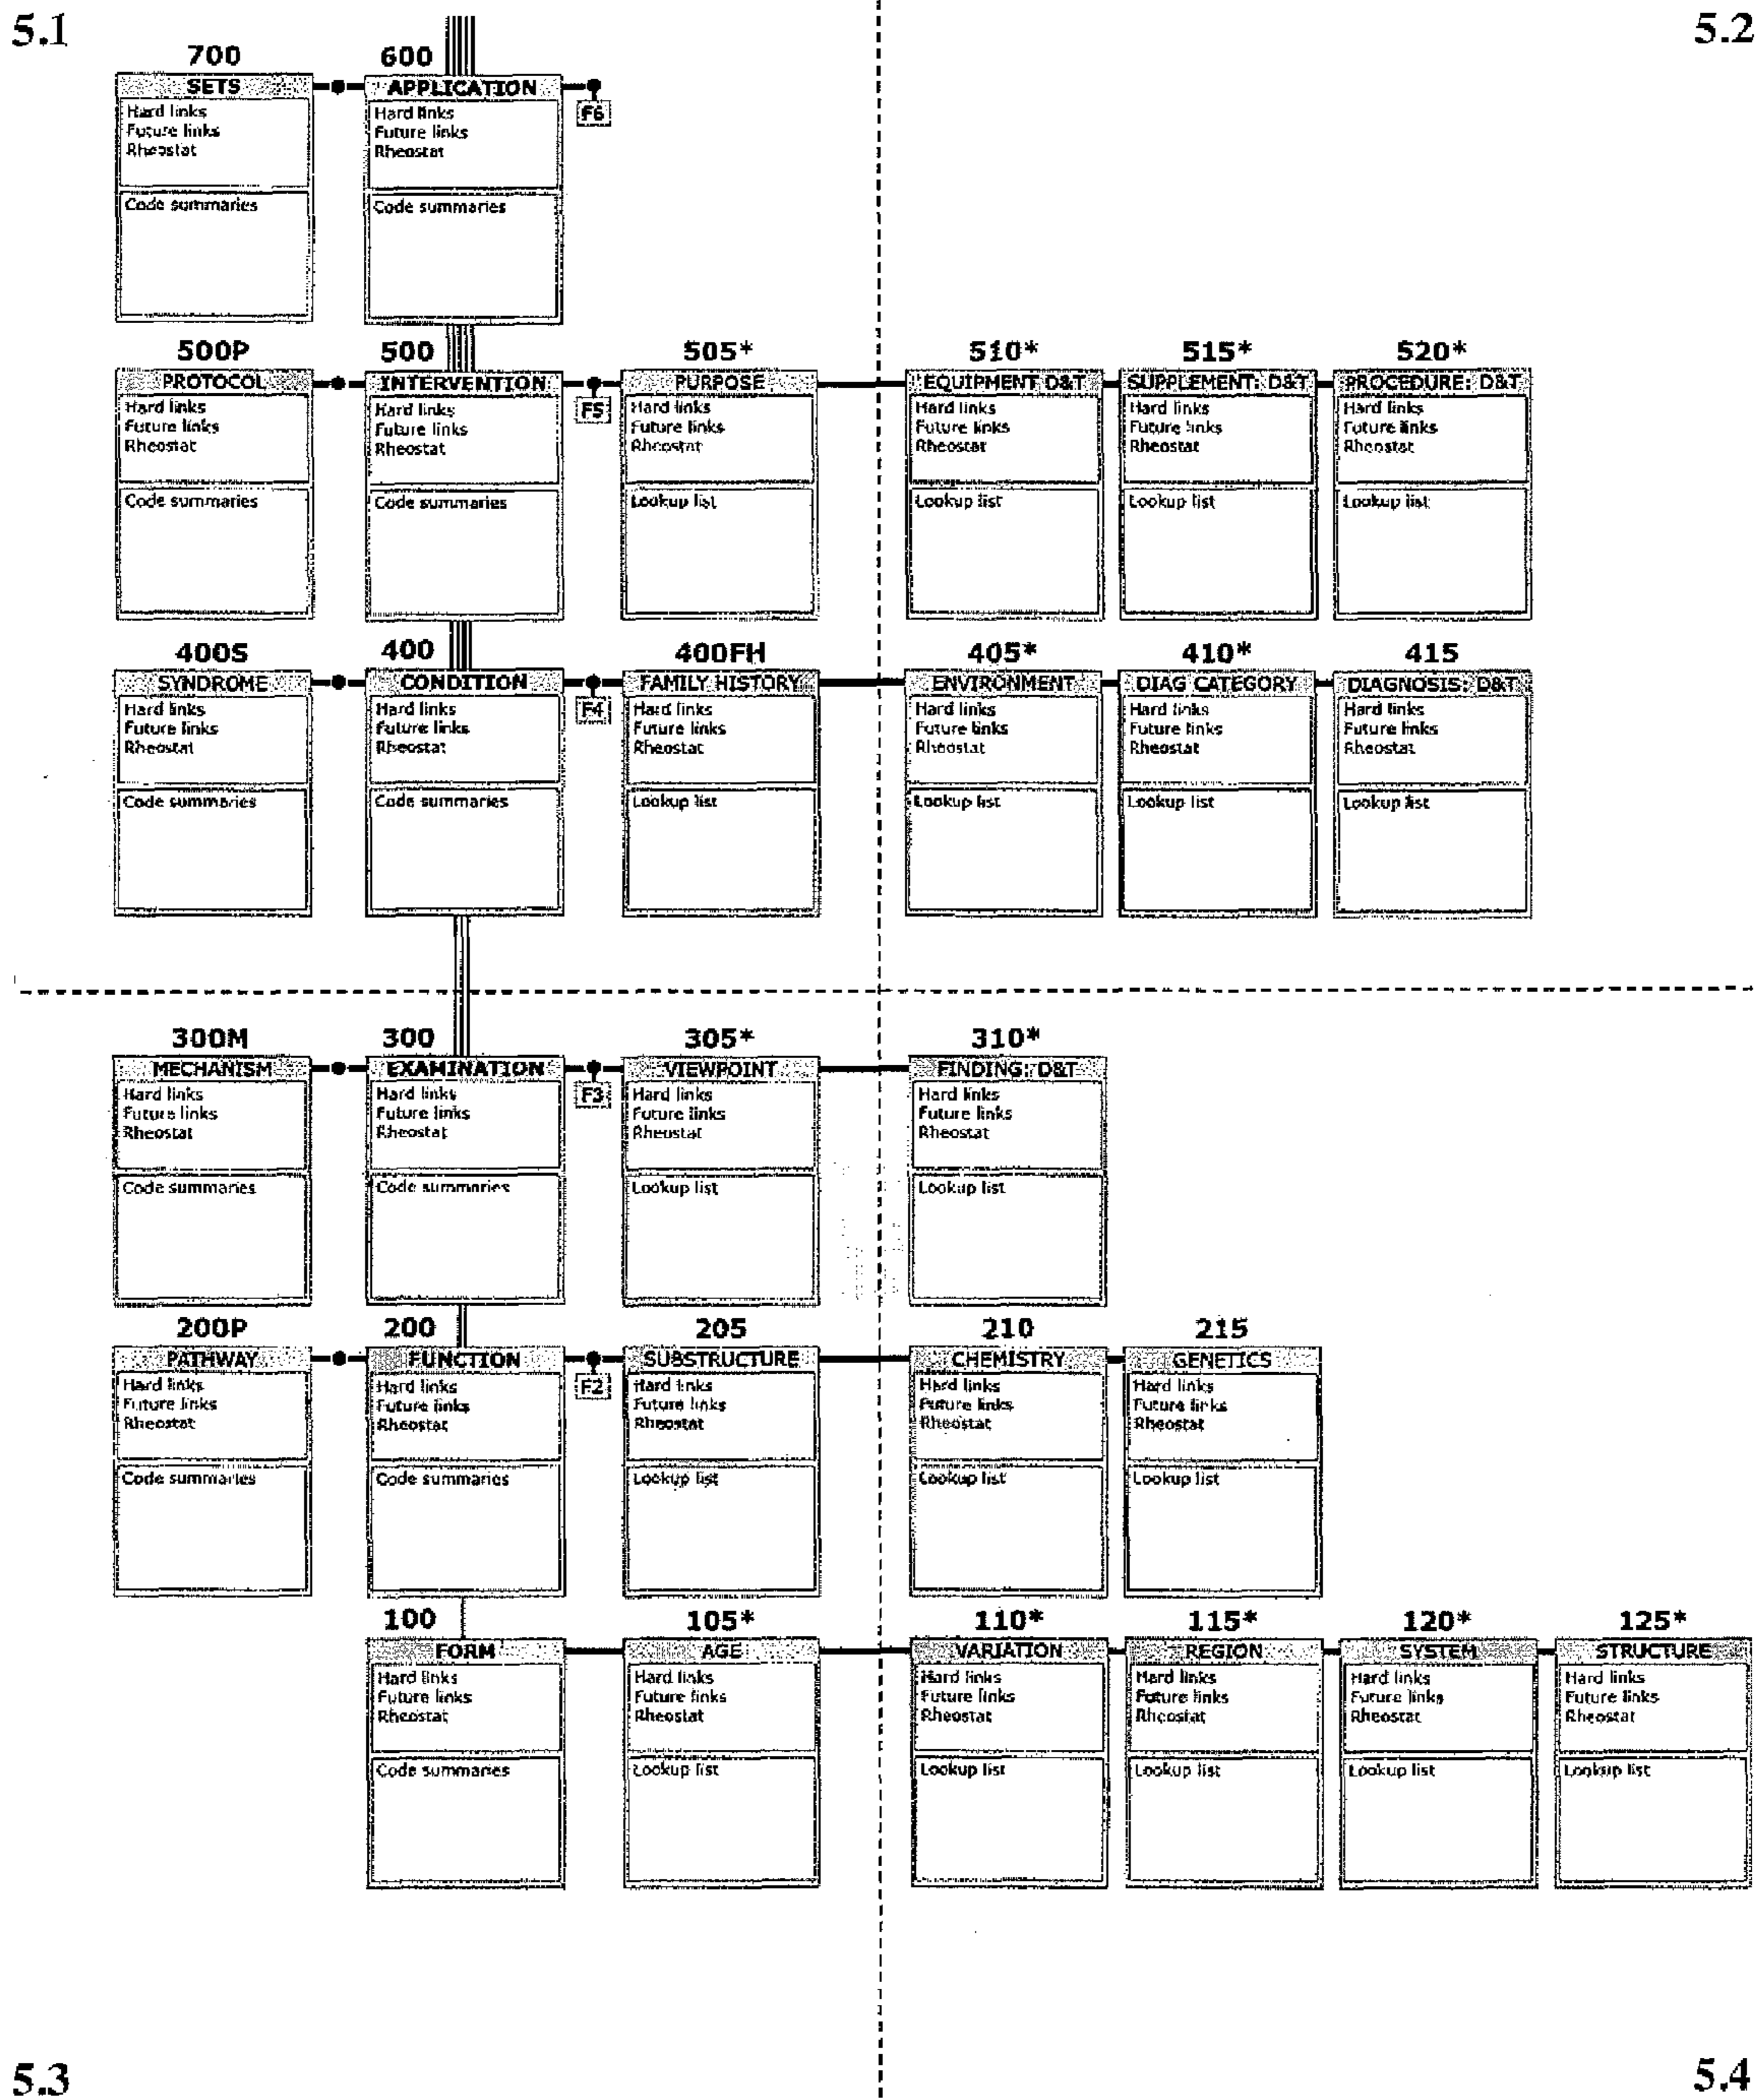 5.1
5.2
700
600
SETS
APPLICATION
F6
Hard links
Future links
Rheostat
Code summaries
Hard links
Future links
Rheostat
Code summaries
500P
500
505*
510*
515*
520*
PROTOCOL
INTERVENTION
F5
PURPOSE
EQUIPMENT D&T
SUPPLEMENT: D&T
PROCEDURE: D&T
Hard links
Future links
Rheostat
Code summaries
Hard links
Future links
Rheostat
Code summaries
Hard links
Future links
Rheostat
Lookup list
Hard links
Future links
Rheostat
Lookup list
Hard links
Future links
Rheostat
Lookup list
Hard links
Future links
Rheostat
Lookup list
400S
400
400FH
405*
410*
415
SYNDROME
CONDITION
F4
FAMILY HISTORY
ENVIRONMENT
DIAG CATEGORY
DIAGNOSIS: D&T
Hard links
Future links
Rheostat
Code summaries
Hard links
Future links
Rheostat
Code summaries
Hard links
Future links
Rheostat
Lookup list
Hard links
Future links
Rheostat
Lookup list
Hard links
Future links
Rheostat
Lookup list
Hard links
Future links
Rheostat
Lookup list
300M
300
305*
310*
MECHANISM
EXAMINATION
F3
VIEWPOINT
FINDING: D&T
Hard links
Future links
Rheostat
Code summaries
Hard links
Future links
Rheostat
Code summaries
Hard links
Future links
Rheostat
Lookup list
Hard links
Future links
Rheostat
Lookup list
200P
200
205
210
215
PATHWAY
FUNCTION
F2
SUBSTRUCTURE
CHEMISTRY
GENETICS
Hard links
Future links
Rheostat
Code summaries
Hard links
Future links
Rheostat
Code summaries
Hard links
Future links
Rheostat
Lookup list
Hard links
Future links
Rheostat
Lookup list
Hard links
Future links
Rheostat
Lookup list
100
105*
110*
115*
120*
125*
FORM
AGE
VARIATION
REGION
SYSTEM
STRUCTURE
Hard links
Future links
Rheostat
Code summaries
Hard links
Future links
Rheostat
Lookup list
Hard links
Future links
Rheostat
Lookup list
Hard links
Future links
Rheostat
Lookup list
Hard links
Future links
Rheostat
Lookup list
Hard links
Future links
Rheostat
Lookup list
5.3
5.4